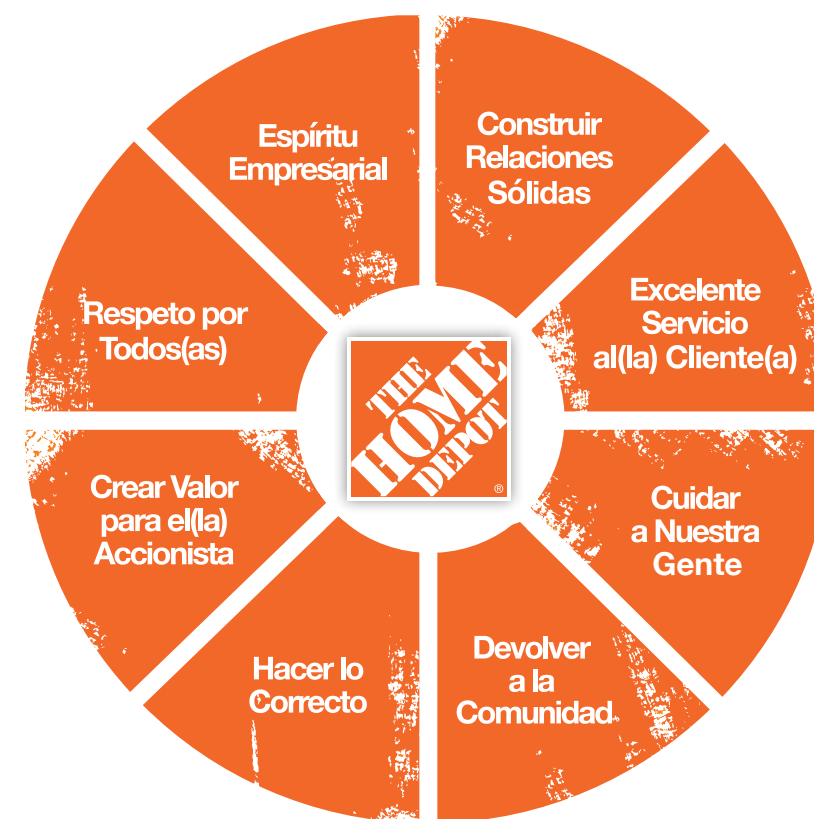 Espíritu
Empresarial
Construir
Relaciones
Sólidas
Excelente
Servicio
al(la) Cliente(a)
Cuidar
a Nuestra
Gente
Devolver
a la
Comunidad
Hacer lo
Correcto
Crear Valor
para el(la)
Accionista
Respeto por
Todos(as)
THE
HOME
DEPOT
®